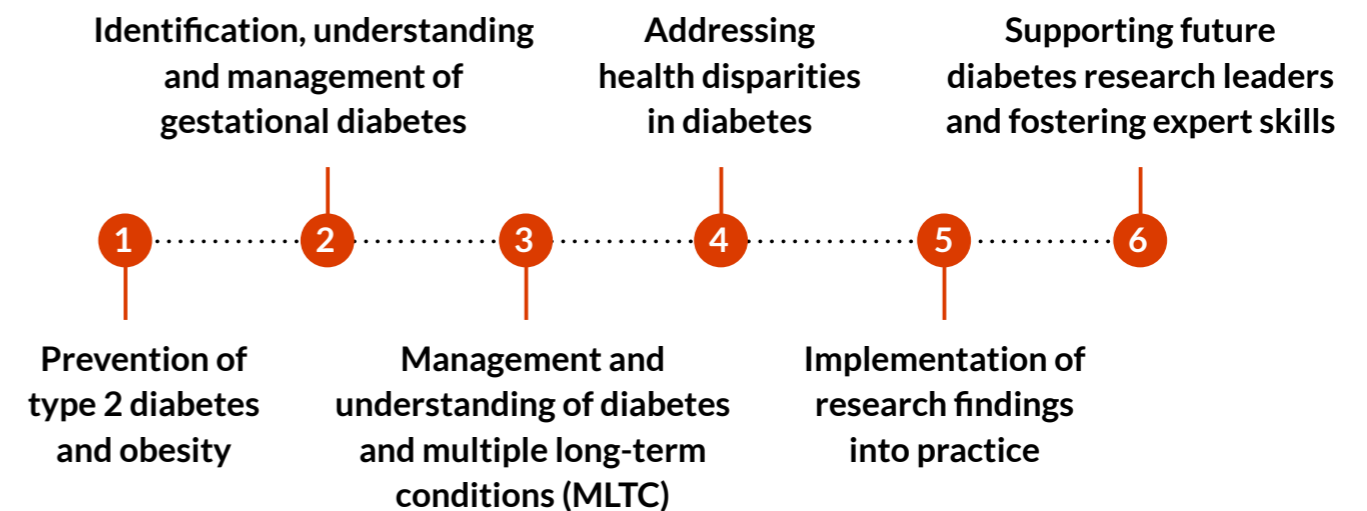 Identification, understanding
and management of
gestational diabetes
Addressing
health disparities
in diabetes
Supporting future
diabetes research leaders
and fostering expert skills
1
2
3
4
5
6
Prevention of
type 2 diabetes
and obesity
Management and
understanding of diabetes
and multiple long-term
conditions (MLTC)
Implementation of
research findings
into practice